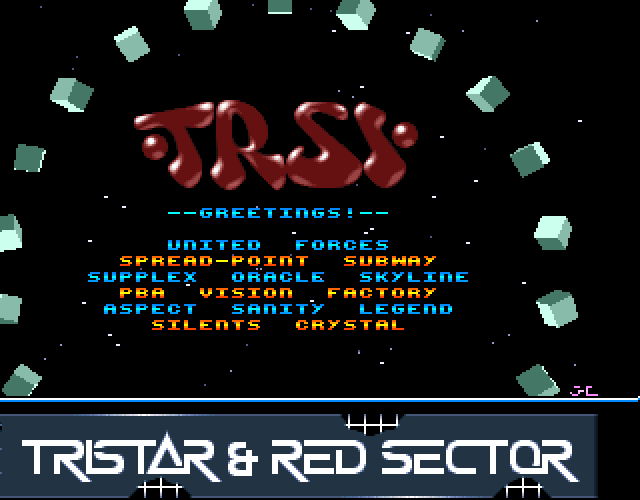 TRSI
--GREETINGS!--
UNITED FORCES
SPREAD-POINT SUBWAY
SUPPLEX ORACLE SKYLINE
PBA VISION FACTORY
ASPECT SANITY LEGEND
SILENTS CRYSTAL
TRISTAR & RED SECTOR